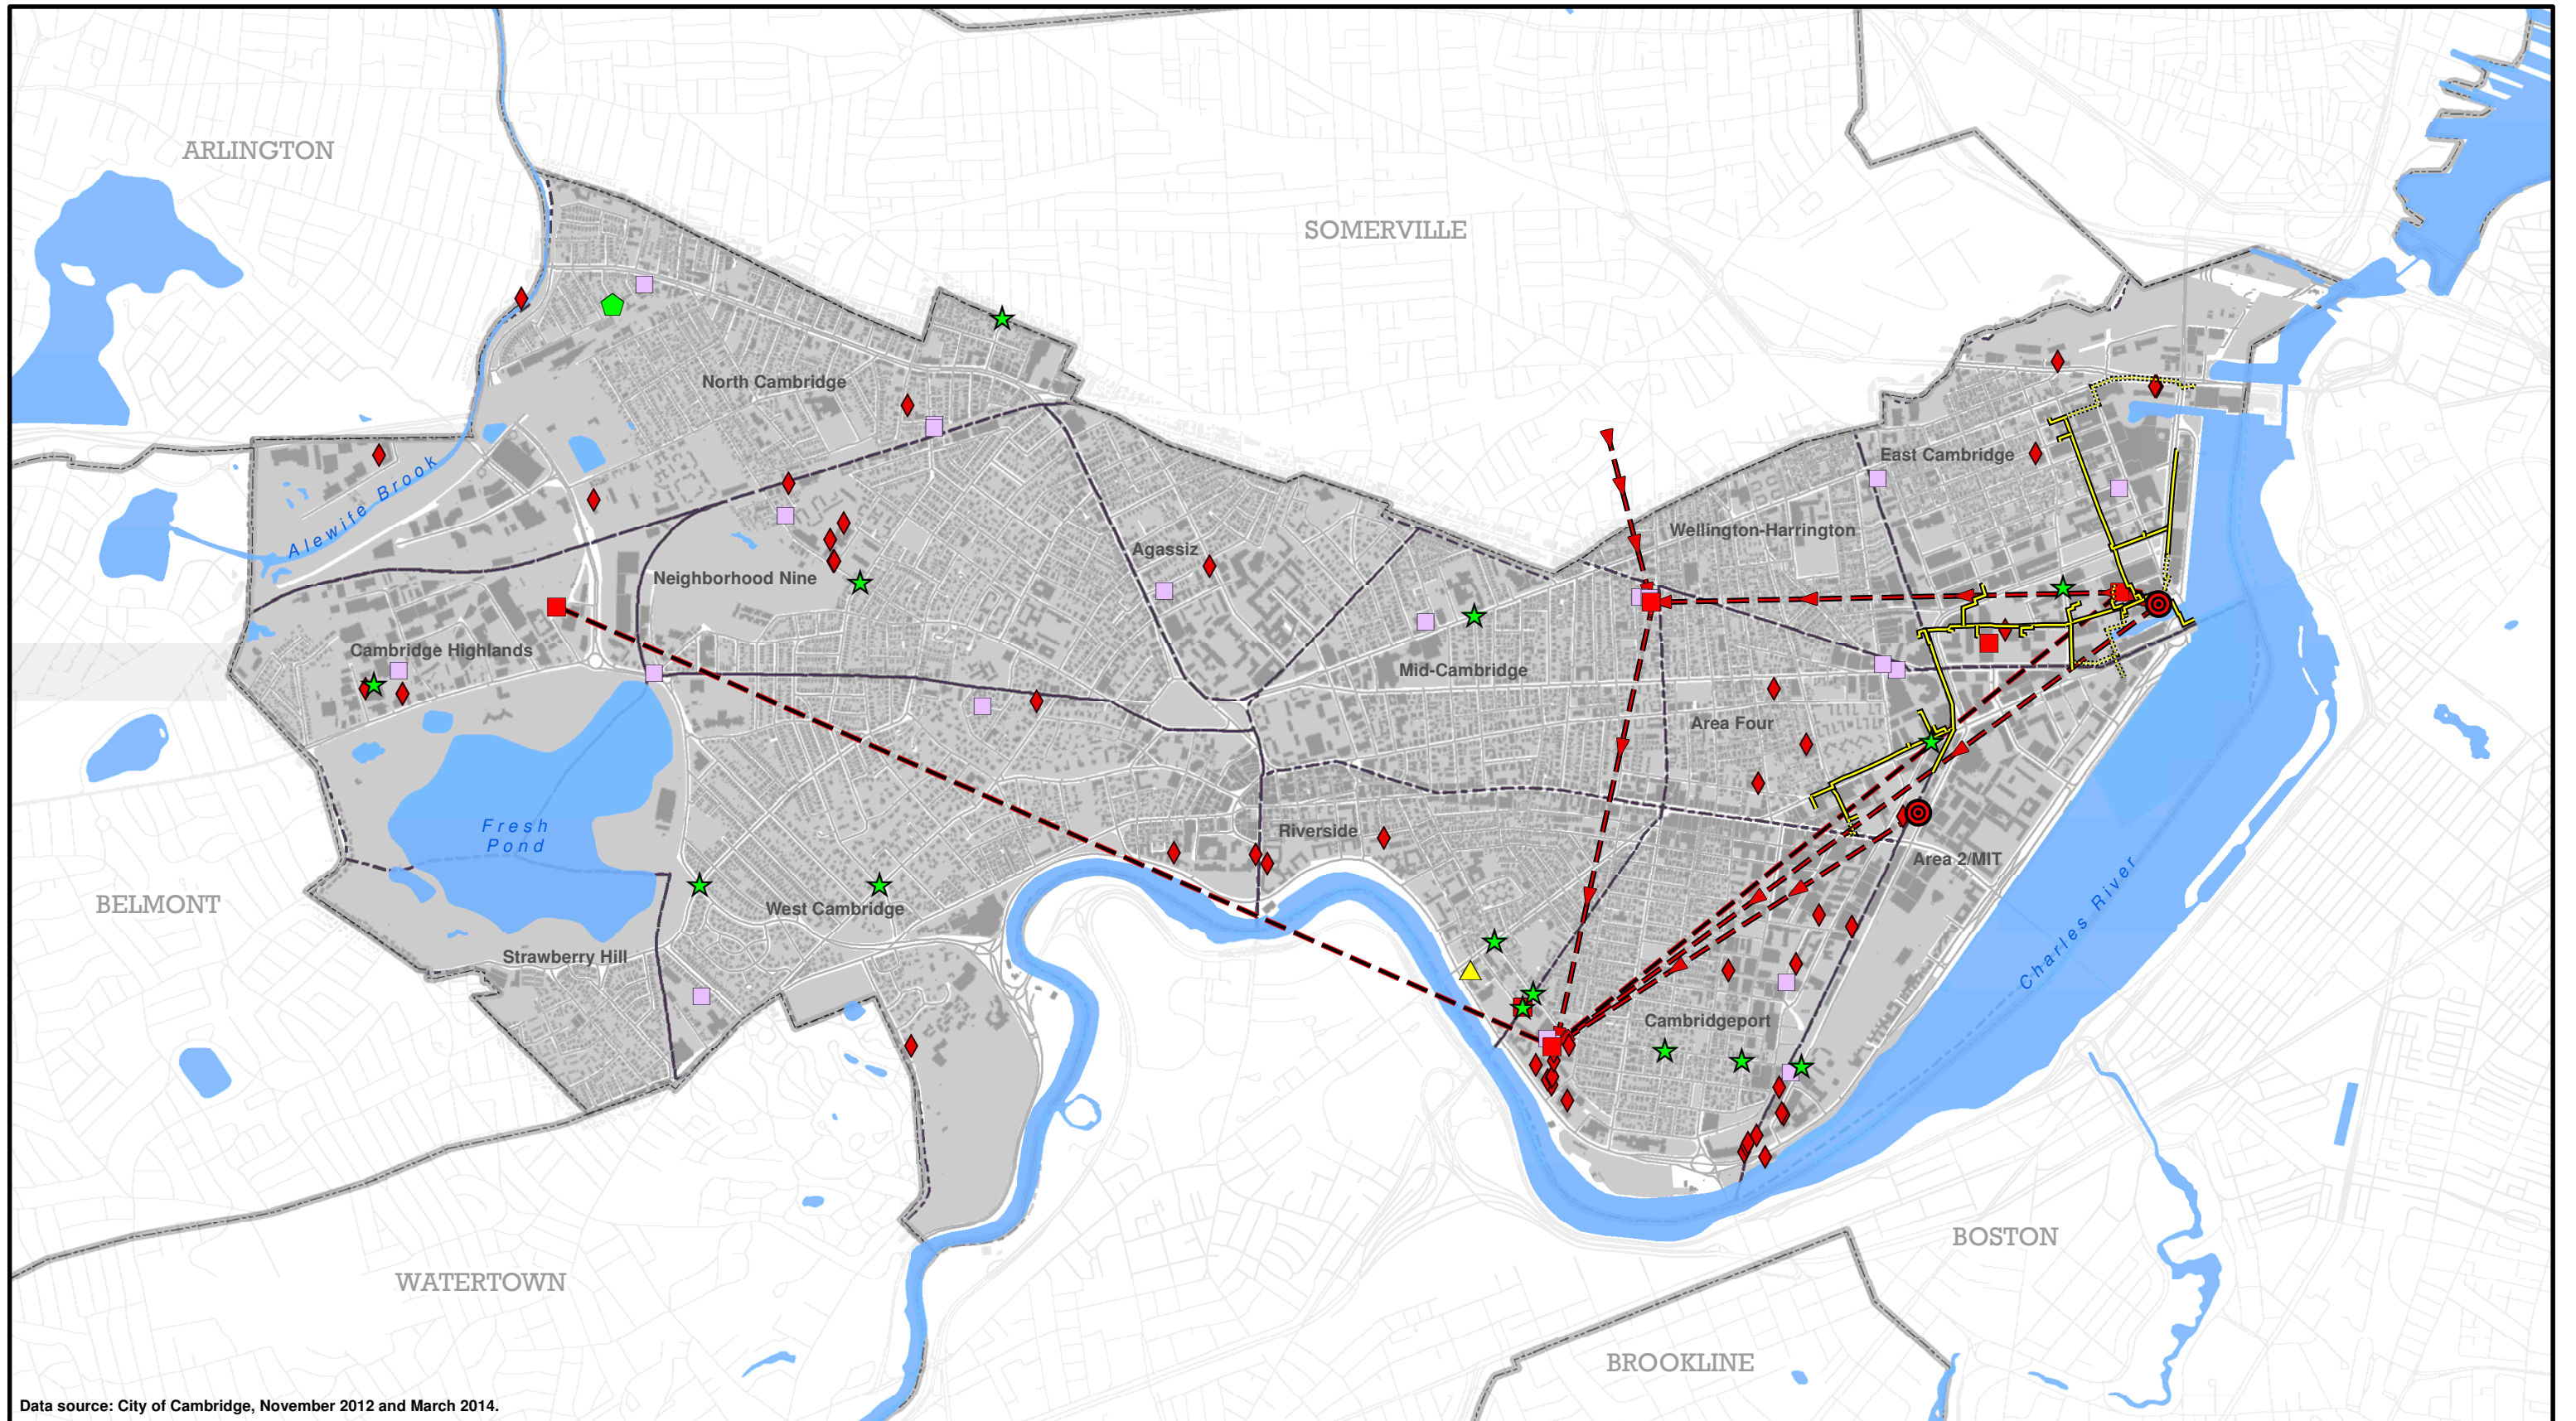 ARLINGTON
SOMERVILLE
North Cambridge
East Cambridge
Alewife Brook
Wellington-Harrington
Agassiz
Neighborhood Nine
Cambridge Highlands
Mid-Cambridge
Area Four
Fresh
Pond
Riverside
Area 2/MIT
BELMONT
West Cambridge
Charles River
Strawberry Hill
Cambridgeport
BOSTON
WATERTOWN
BROOKLINE
Data source: City of Cambridge, November 2012 and March 2014.